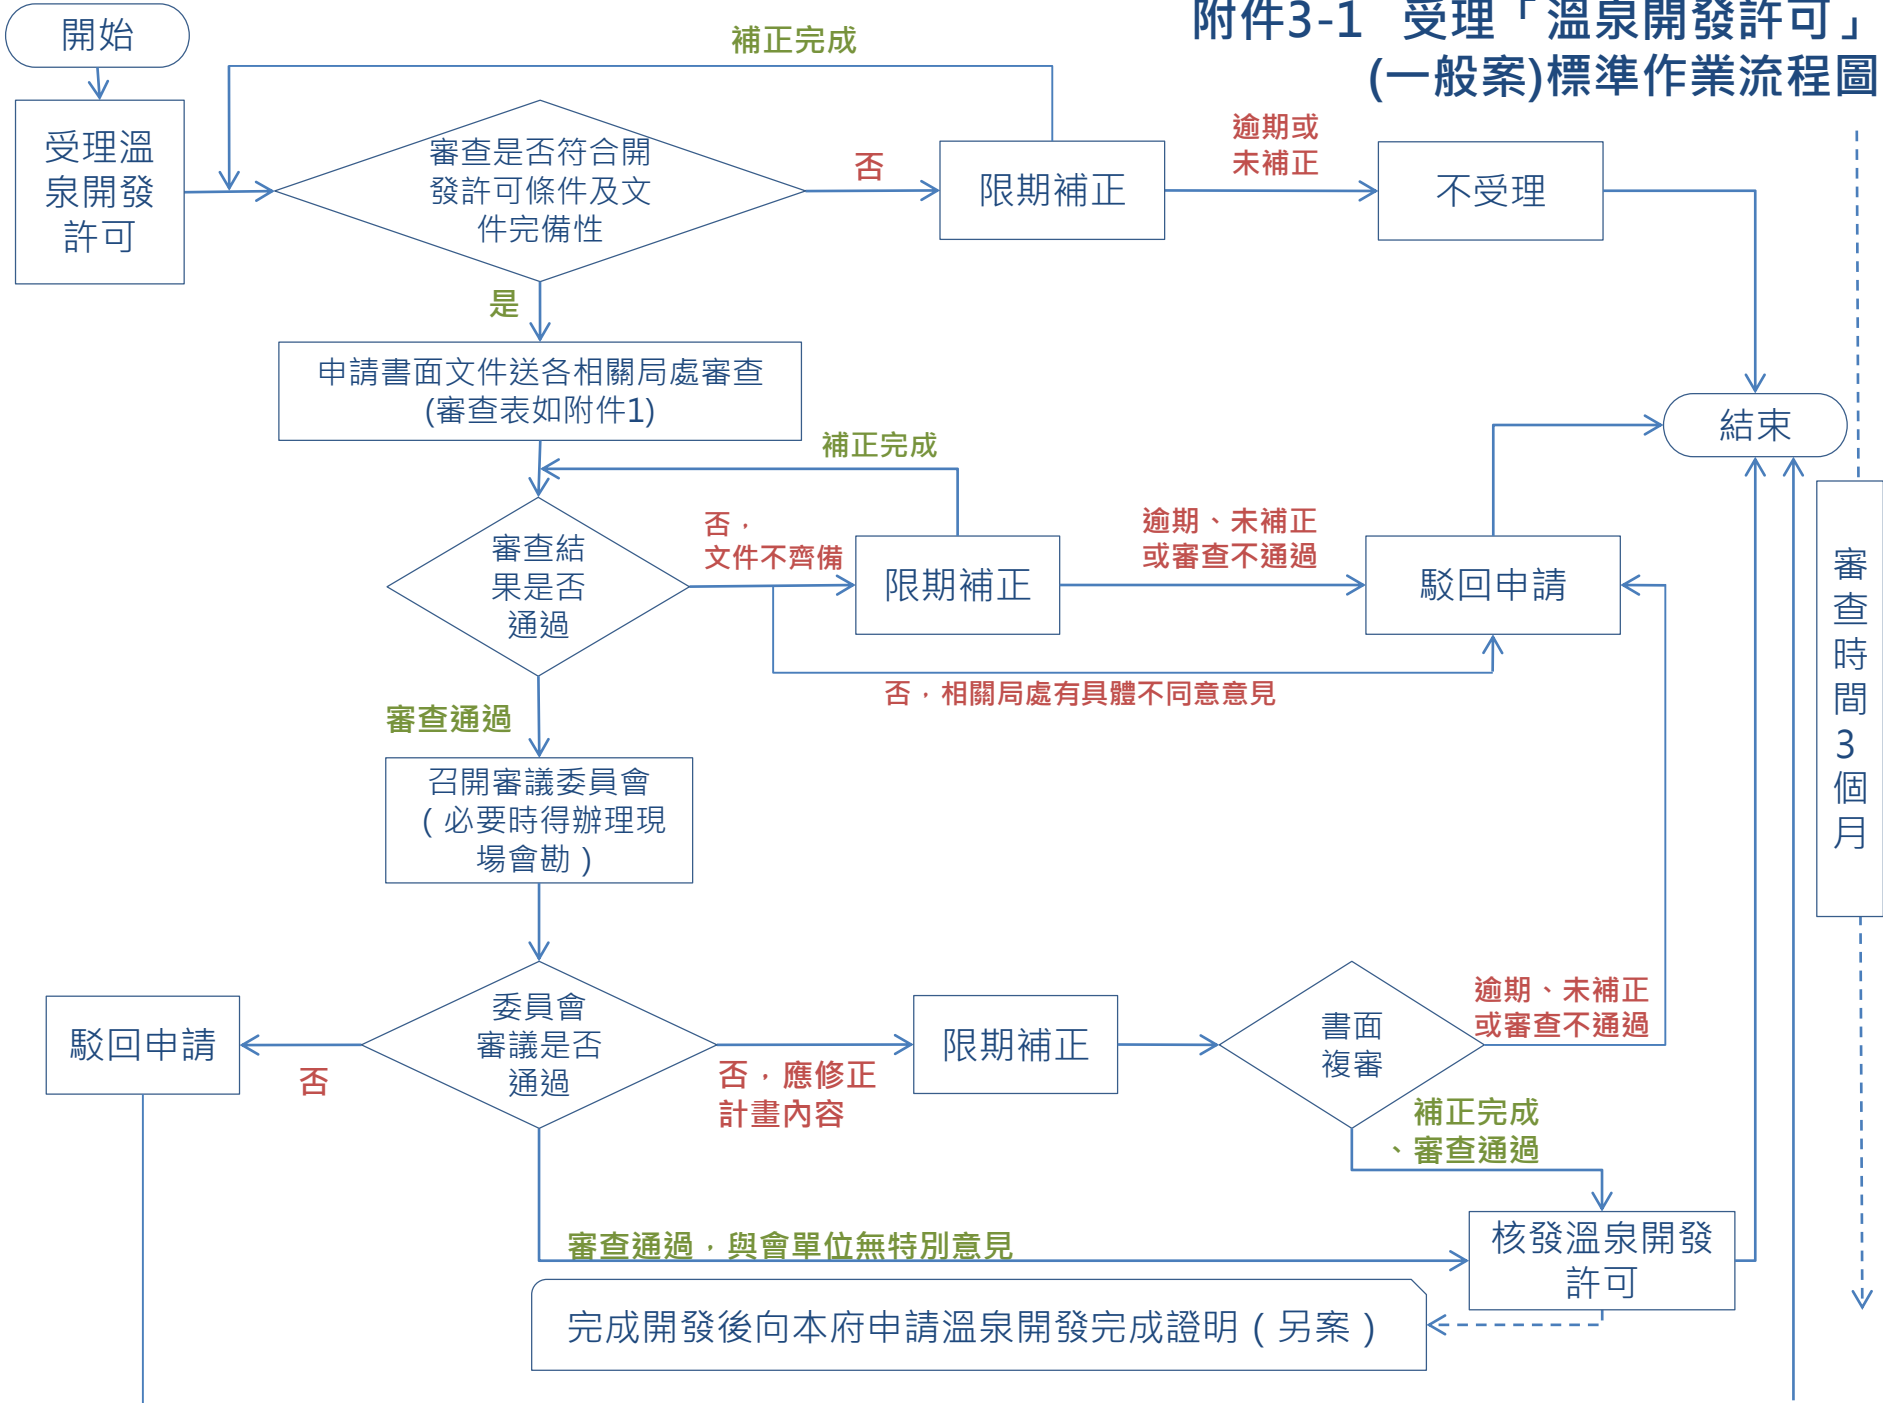 附件3-1 受理「溫泉開發許可」
(一般案)標準作業流程圖
開始
補正完成
受理溫
泉開發
許可
審查是否符合開
發許可條件及文
件完備性
否
限期補正
逾期或
未補正
不受理
是
申請書面文件送各相關局處審查
(審查表如附件1)
結束
補正完成
審查結
果是否
通過
否，
文件不齊備
限期補正
逾期、未補正
或審查不通過
駁回申請
否，相關局處有具體不同意意見
審
查
時
間
3
個
月
審查通過
召開審議委員會
（必要時得辦理現
場會勘）
駁回申請
否
委員會
審議是否
通過
否，應修正
計畫內容
限期補正
書面
複審
逾期、未補正
或審查不通過
補正完成
、審查通過
審查通過，與會單位無特別意見
核發溫泉開發
許可
完成開發後向本府申請溫泉開發完成證明（另案）